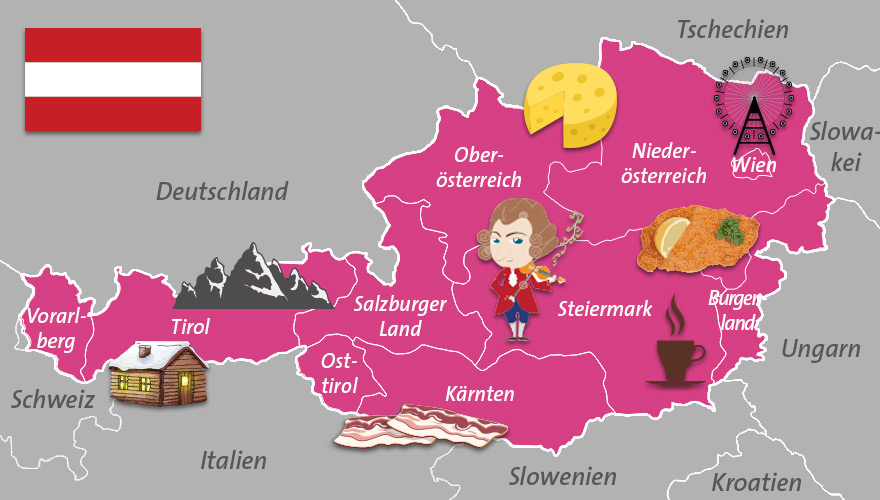 Tschechien
Slowa-
kei
Deutschland
Ober-
österreich
Nieder-
österreich
Wien
Vorarl-
berg
Tirol
Salzburger
Land
Steiermark
Burgen-
land
Ost-
tirol
Kärnten
Ungarn
Schweiz
Italien
Slowenien
Kroatien